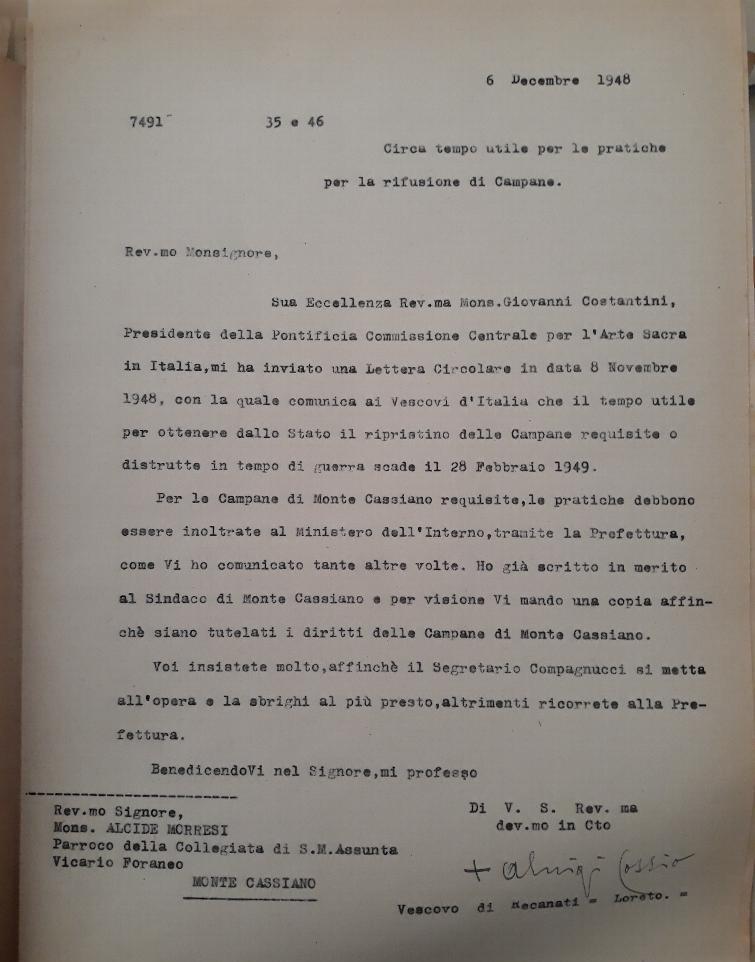 6 Decembre 1948
7491 35 e 46
Circa tempo utile per le pratiche
per la rifusione di Campane.
Rev.mo Monsignore,
Sua Eccellenza Rev.ma Mons.Giovanni Costantini,
Presidente della Pontificia Commissione Centrale per l'Arte Sacra
in Italia,mi ha inviato una Lettera Circolare in data 8 Novembre
1948, con la quale comunica ai Vescovi d'Italia che il tempo utile
per ottenere dallo Stato il ripristino delle Campane requisite o
distrutte in tempo di guerra scade il 28 Febbraio 1949.
Per le Campane di Monte Cassiano requisite,le pratiche debbono
essere inoltrate al Ministero dell'Interno,tramite la Prefettura,
come Vi ho comunicato tante altre volte. Ho già scritto in merito
al Sindaco di Monte Cassiano e per visione Vi mando una copia affin-
chè siano tutelati i diritti delle Campane di Monte Cassiano.
Voi insistete molto,affinchè il Segretario Compagnucci si metta
all'opera e la sbrighi al più presto,altrimenti ricorrete alla Pre-
fettura.
BenedicendoVi nel Signore,mi professo
Di V. S. Rev. ma
dev.mo in Cto
+ Aluigi Cossio
Vescovo di Recanati = Loreto. =
Rev.mo Signore,
Mons. ALCIDE MORRESI
Parroco della Collegiata di S.M.Assunta
Vicario Foraneo
MONTE CASSIANO